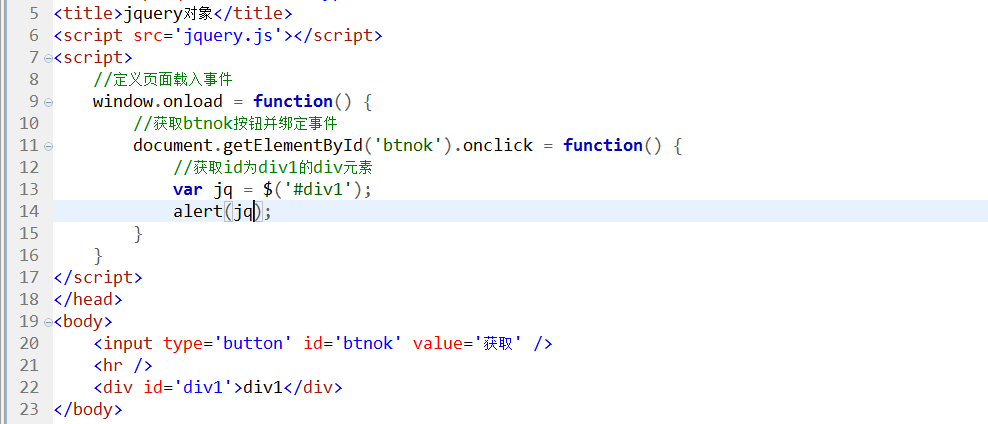 5 <title>jquery对象</title>
6 <script src='jquery.js'></script>
7 <script>
8 //定义页面载入事件
9 window.onload = function() {
10 //获取btnok按钮并绑定事件
11 document.getElementById('btnok').onclick = function() {
12 //获取id为div1的div元素
13 var jq = $('#div1');
14 alert(jq);
15 }
16 }
17 </script>
18 </head>
19 <body>
20 <input type='button' id='btnok' value='获取' />
21 <hr />
22 <div id='div1'>div1</div>
23 </body>